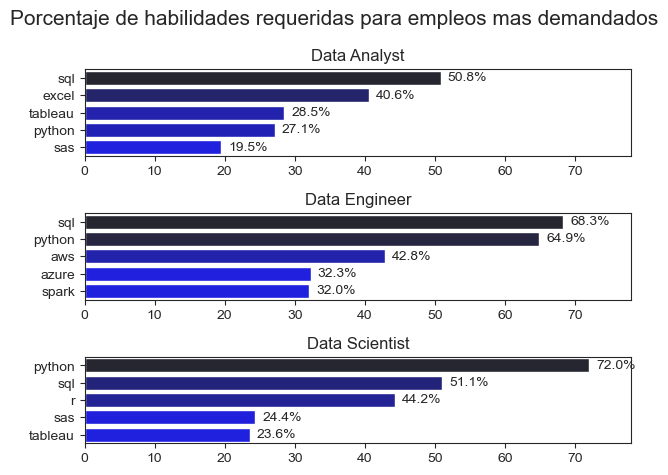 Porcentaje de habilidades requeridas para empleos mas demandados
Data Analyst
sql 50.8%
excel 40.6%
tableau 28.5%
python 27.1%
sas 19.5%
0 10 20 30 40 50 60 70
Data Engineer
sql 68.3%
python 64.9%
aws 42.8%
azure 32.3%
spark 32.0%
0 10 20 30 40 50 60 70
Data Scientist
python 72.0%
sql 51.1%
r 44.2%
sas 24.4%
tableau 23.6%
0 10 20 30 40 50 60 70